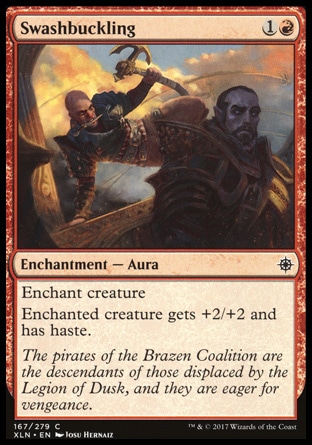 Swashbuckling 1
Enchantment — Aura
Enchant creature
Enchanted creature gets +2/+2 and
has haste.
The pirates of the Brazen Coalition are
the descendants of those displaced by the
Legion of Dusk, and they are eager for
vengeance.
167/279 C
XLN • EN Josu Hernaiz ™ & © 2017 Wizards of the Coast